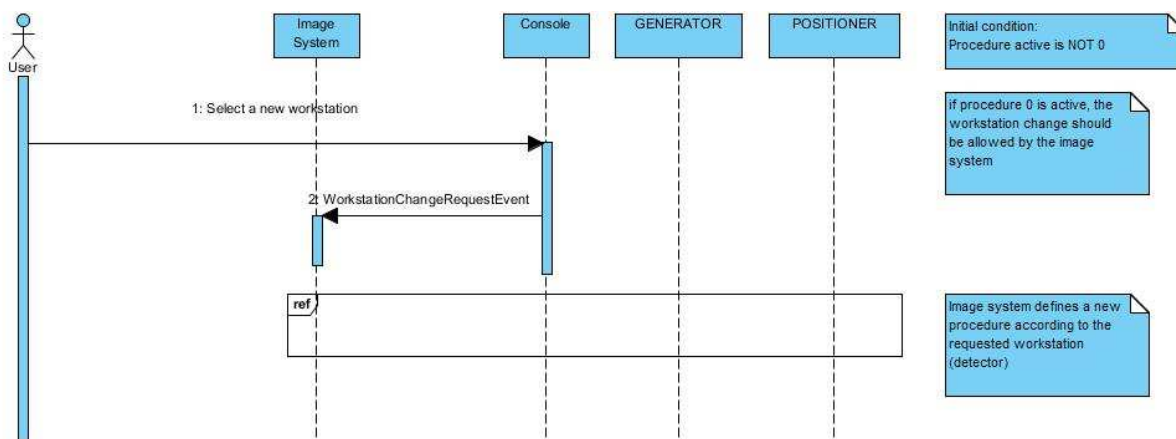 Image
System
Console
GENERATOR
POSITIONER
Initial condition:
Procedure active is NOT 0
User
if procedure 0 is active, the
workstation change should
be allowed by the image
system
1: Select a new workstation
2: WorkstationChangeRequestEvent
ref
Image system defines a new
procedure according to the
requested workstation
(detector)